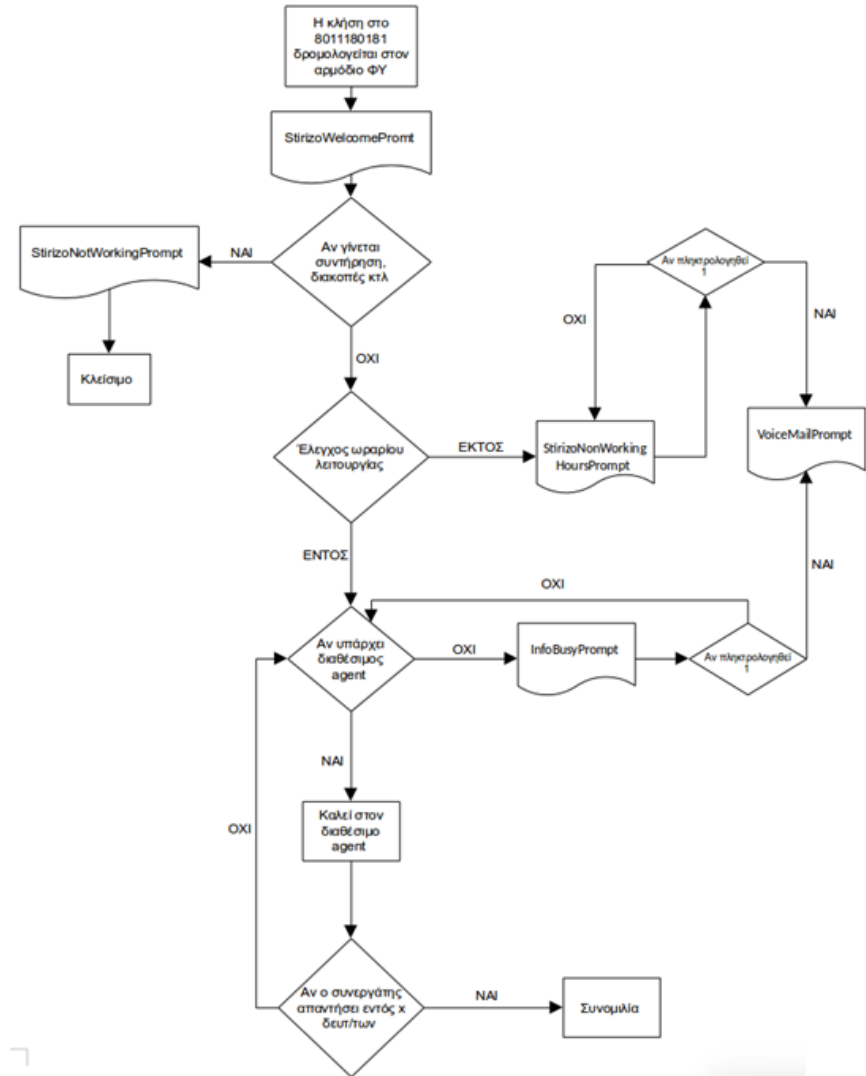 Η κλήση στο
8011180181
δρομολογείται στον
αρμόδιο ΦΥ
StirizoWelcomePromt
Αν γίνεται
συντήρηση,
διακοπές κτλ
ΝΑΙ
StirizoNotWorkingPrompt
Κλείσιμο
ΟΧΙ
Αν πληκτρολογηθεί
1
ΟΧΙ
ΝΑΙ
Έλεγχος ωραρίου
λειτουργίας
ΕΚΤΟΣ
StirizoNonWorking
HoursPrompt
VoiceMailPrompt
ΕΝΤΟΣ
ΟΧΙ
ΝΑΙ
Αν υπάρχει
διαθέσιμος
agent
ΟΧΙ
InfoBusyPrompt
Αν πληκτρολογηθεί
1
ΝΑΙ
Καλεί στον
διαθέσιμο
agent
ΟΧΙ
Αν ο συνεργάτης
απαντήσει εντός x
δευτ/των
ΝΑΙ
Συνομιλία